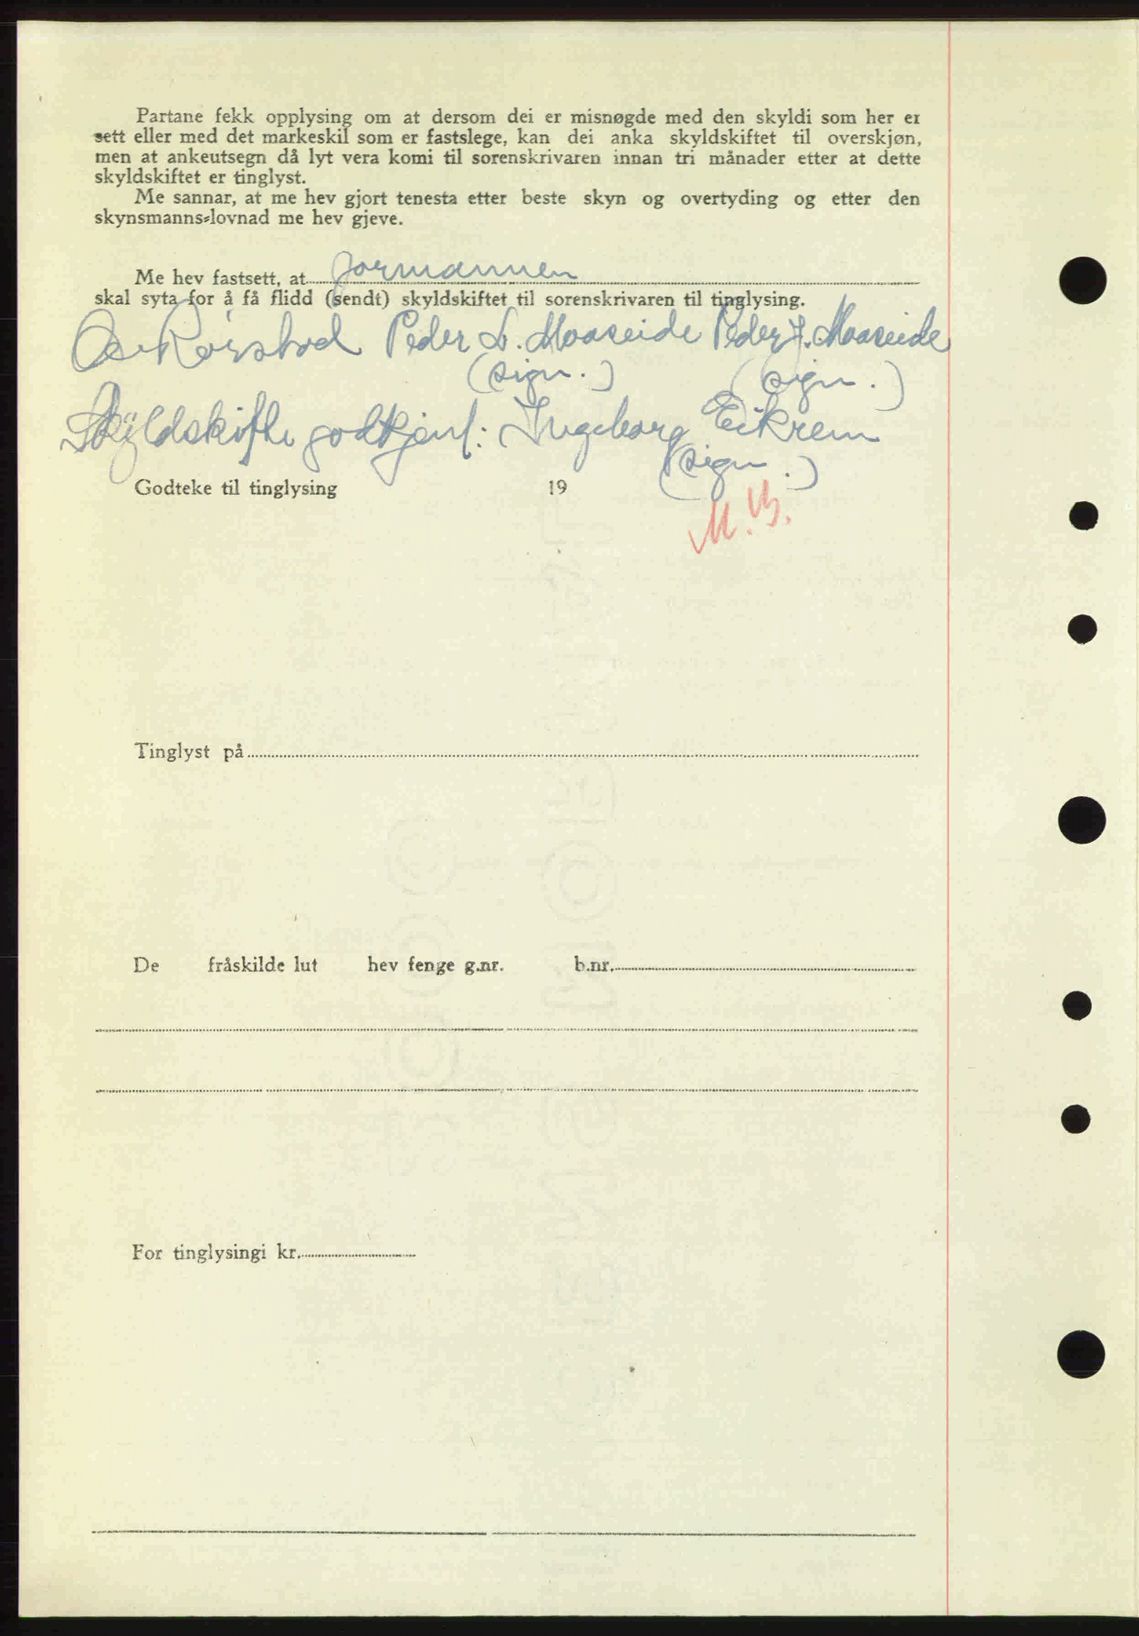 Partane fekk opplysing om at dersom dei er misnøgde med den skyldi som her er
sett eller med det markeskil som er fastslege, kan dei anka skyldskiftet til overskjøn,
men at ankeutsegn då lyt vera komi til sorenskrivaren innan tri månader etter at dette
skyldskiftet er tinglyst.
Me sannar, at me hev gjort tenesta etter beste skyn og overtyding og etter den
skynsmanns-lovnad me hev gjeve.
Me hev fastsett, at formannen
skal syta for å få flidd (sendt) skyldskiftet til sorenskrivaren til tinglysing.
Peder L. Maaseide Peder J. Maaseide
(sign.) (sign.)
Skyldskifte godkjent: Ingeborg Eikrem
(sign.)
Godteke til tinglysing 19
M.B.
Tinglyst på
De fråskilde lut hev fenge g.nr. b.nr.
For tinglysingi kr.